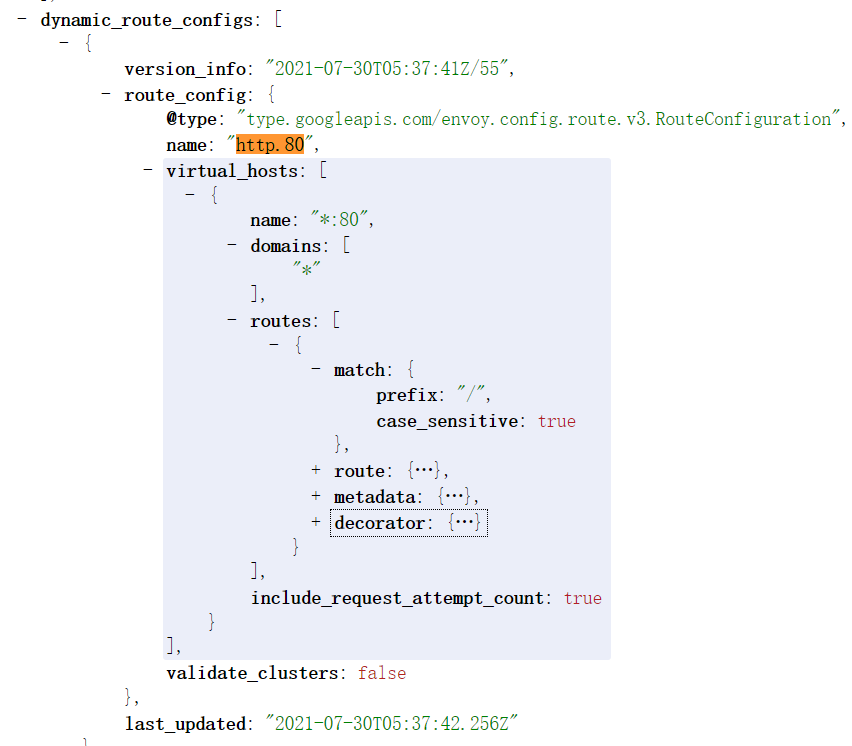 - dynamic_route_configs: [
- {
version_info: "2021-07-30T05:37:41Z/55",
- route_config: {
@type: "type.googleapis.com/envoy.config.route.v3.RouteConfiguration",
name: "http.80",
- virtual_hosts: [
- {
name: "*:80",
- domains: [
"*"
],
- routes: [
- {
- match: {
prefix: "/",
case_sensitive: true
},
+ route: {…},
+ metadata: {…},
+ decorator: {…}
}
],
include_request_attempt_count: true
}
],
validate_clusters: false
},
last_updated: "2021-07-30T05:37:42.256Z"